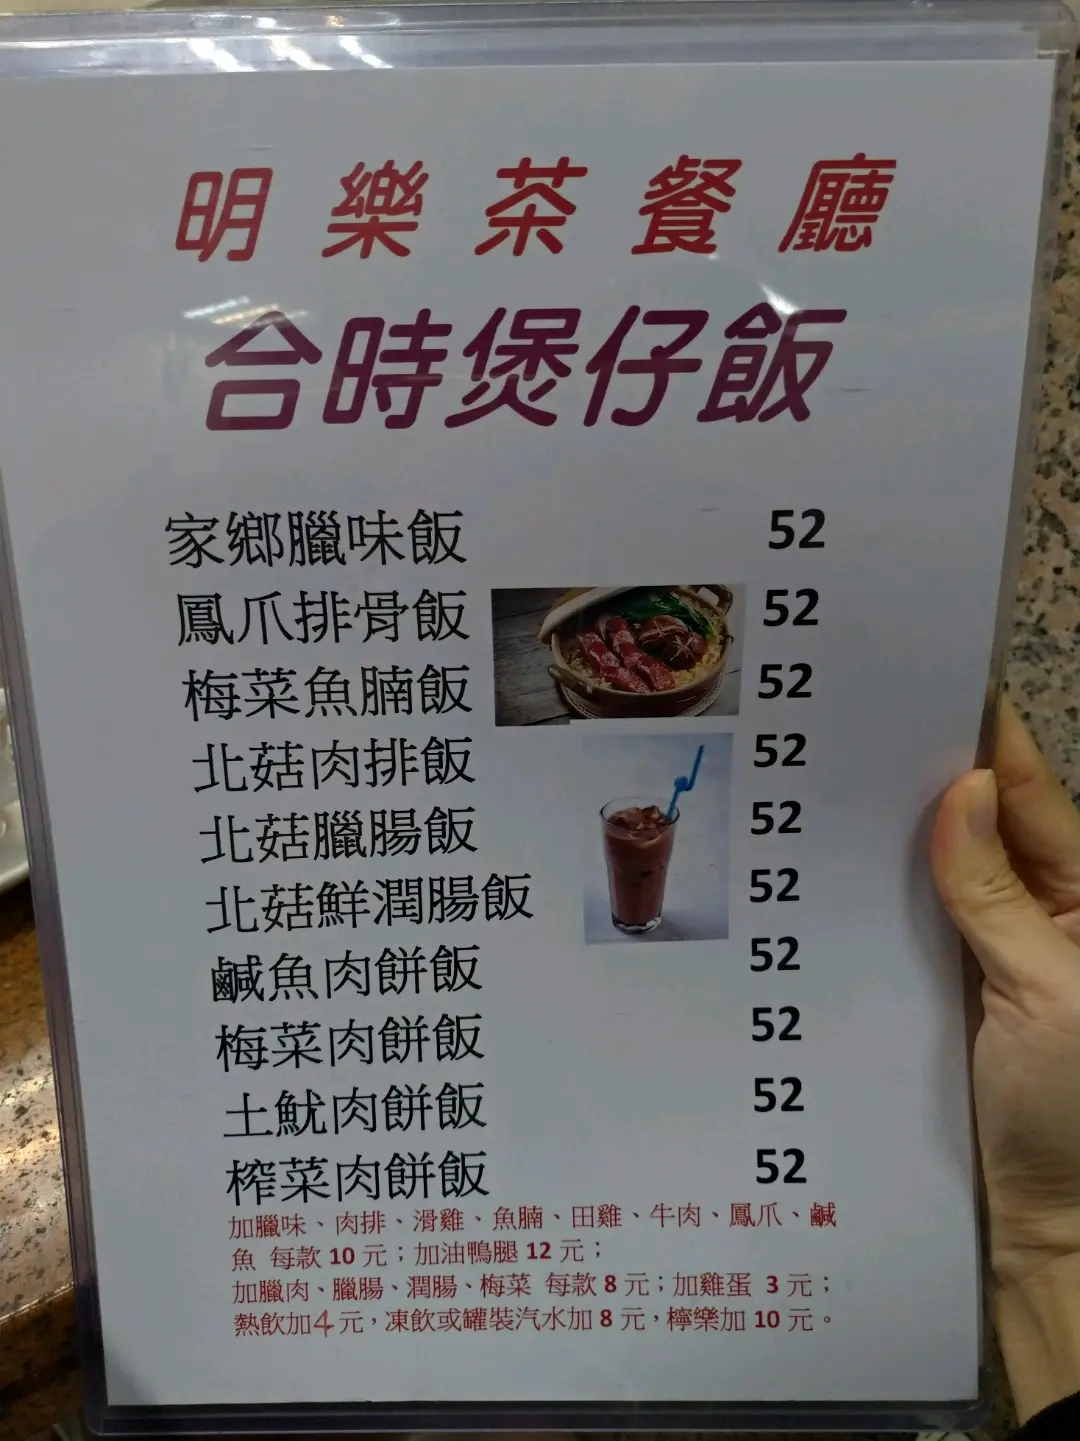 明樂茶餐廳
合時煲仔飯
家鄉臘味飯 52
鳳爪排骨飯 52
梅菜魚腩飯 52
北菇肉排飯 52
北菇臘腸飯 52
北菇鮮潤腸飯 52
鹹魚肉餅飯 52
梅菜肉餅飯 52
土魷肉餅飯 52
榨菜肉餅飯 52
加臘味、肉排、滑雞、魚腩、田雞、牛肉、鳳爪、鹹
魚 每款 10 元；加油鴨腿 12 元；
加臘肉、臘腸、潤腸、梅菜 每款 8 元；加雞蛋 3 元；
熱飲加4元，凍飲或罐裝汽水加 8 元，檸樂加 10 元。